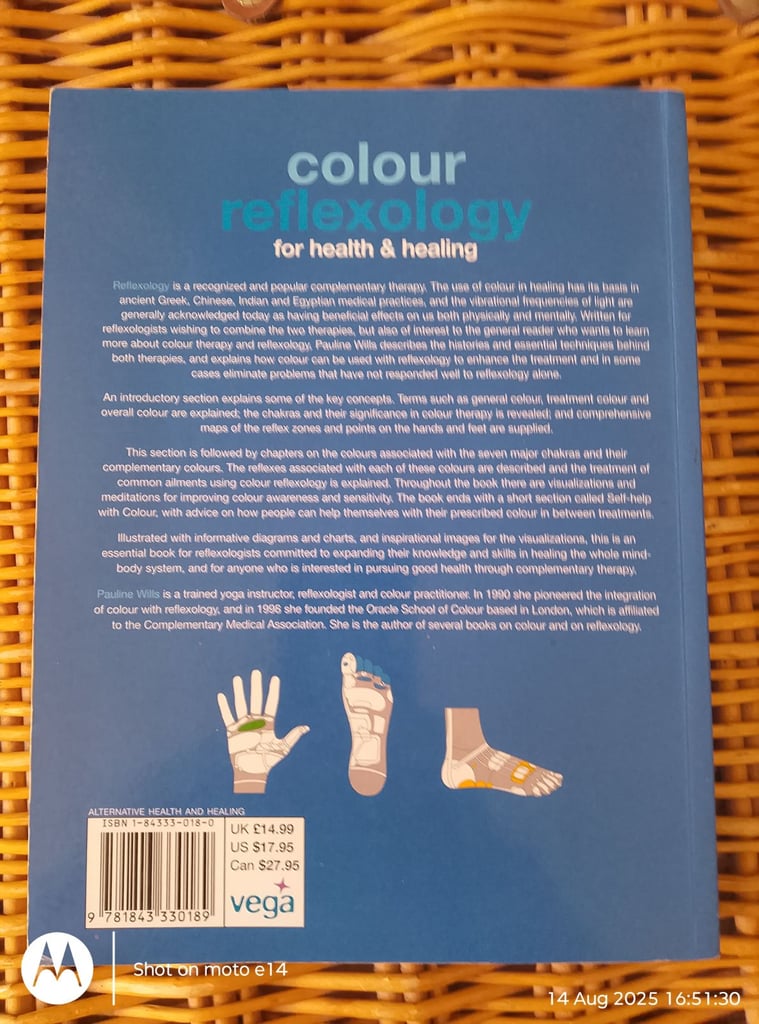 colour
reflexology
for health & healing
Reflexology is a recognized and popular complementary therapy. The use of colour in healing has its basis in
ancient Greek, Chinese, Indian and Egyptian medical practices, and the vibrational frequencies of light are
generally acknowledged today as having beneficial effects on us both physically and mentally. Written for
reflexologists wishing to combine the two therapies, but also of interest to the general reader who wants to learn
more about colour therapy and reflexology, Pauline Wills describes the histories and essential techniques behind
both therapies, and explains how colour can be used with reflexology to enhance the treatment and in some
cases eliminate problems that have not responded well to reflexology alone.
An introductory section explains some of the key concepts. Terms such as general colour, treatment colour and
overall colour are explained; the chakras and their significance in colour therapy is revealed; and comprehensive
maps of the reflex zones and points on the hands and feet are supplied.
This section is followed by chapters on the colours associated with the seven major chakras and their
complementary colours. The reflexes associated with each of these colours are described and the treatment of
common ailments using colour reflexology is explained. Throughout the book there are visualizations and
meditations for improving colour awareness and sensitivity. The book ends with a short section called Self-help
with Colour, with advice on how people can help themselves with their prescribed colour in between treatments.
Illustrated with informative diagrams and charts, and inspirational images for the visualizations, this is an
essential book for reflexologists committed to expanding their knowledge and skills in healing the whole mind-
body system, and for anyone who is interested in pursuing good health through complementary therapy.
Pauline Wills is a trained yoga instructor, reflexologist and colour practitioner. In 1990 she pioneered the integration
of colour with reflexology, and in 1996 she founded the Oracle School of Colour based in London, which is affiliated
to the Complementary Medical Association. She is the author of several books on colour and on reflexology.
ALTERNATIVE HEALTH AND HEALING
ISBN 1-84333-018-0
UK £14.99
US $17.95
Can $27.95
vega
9 781843 330189
Shot on moto e14
14 Aug 2025 16:51:30